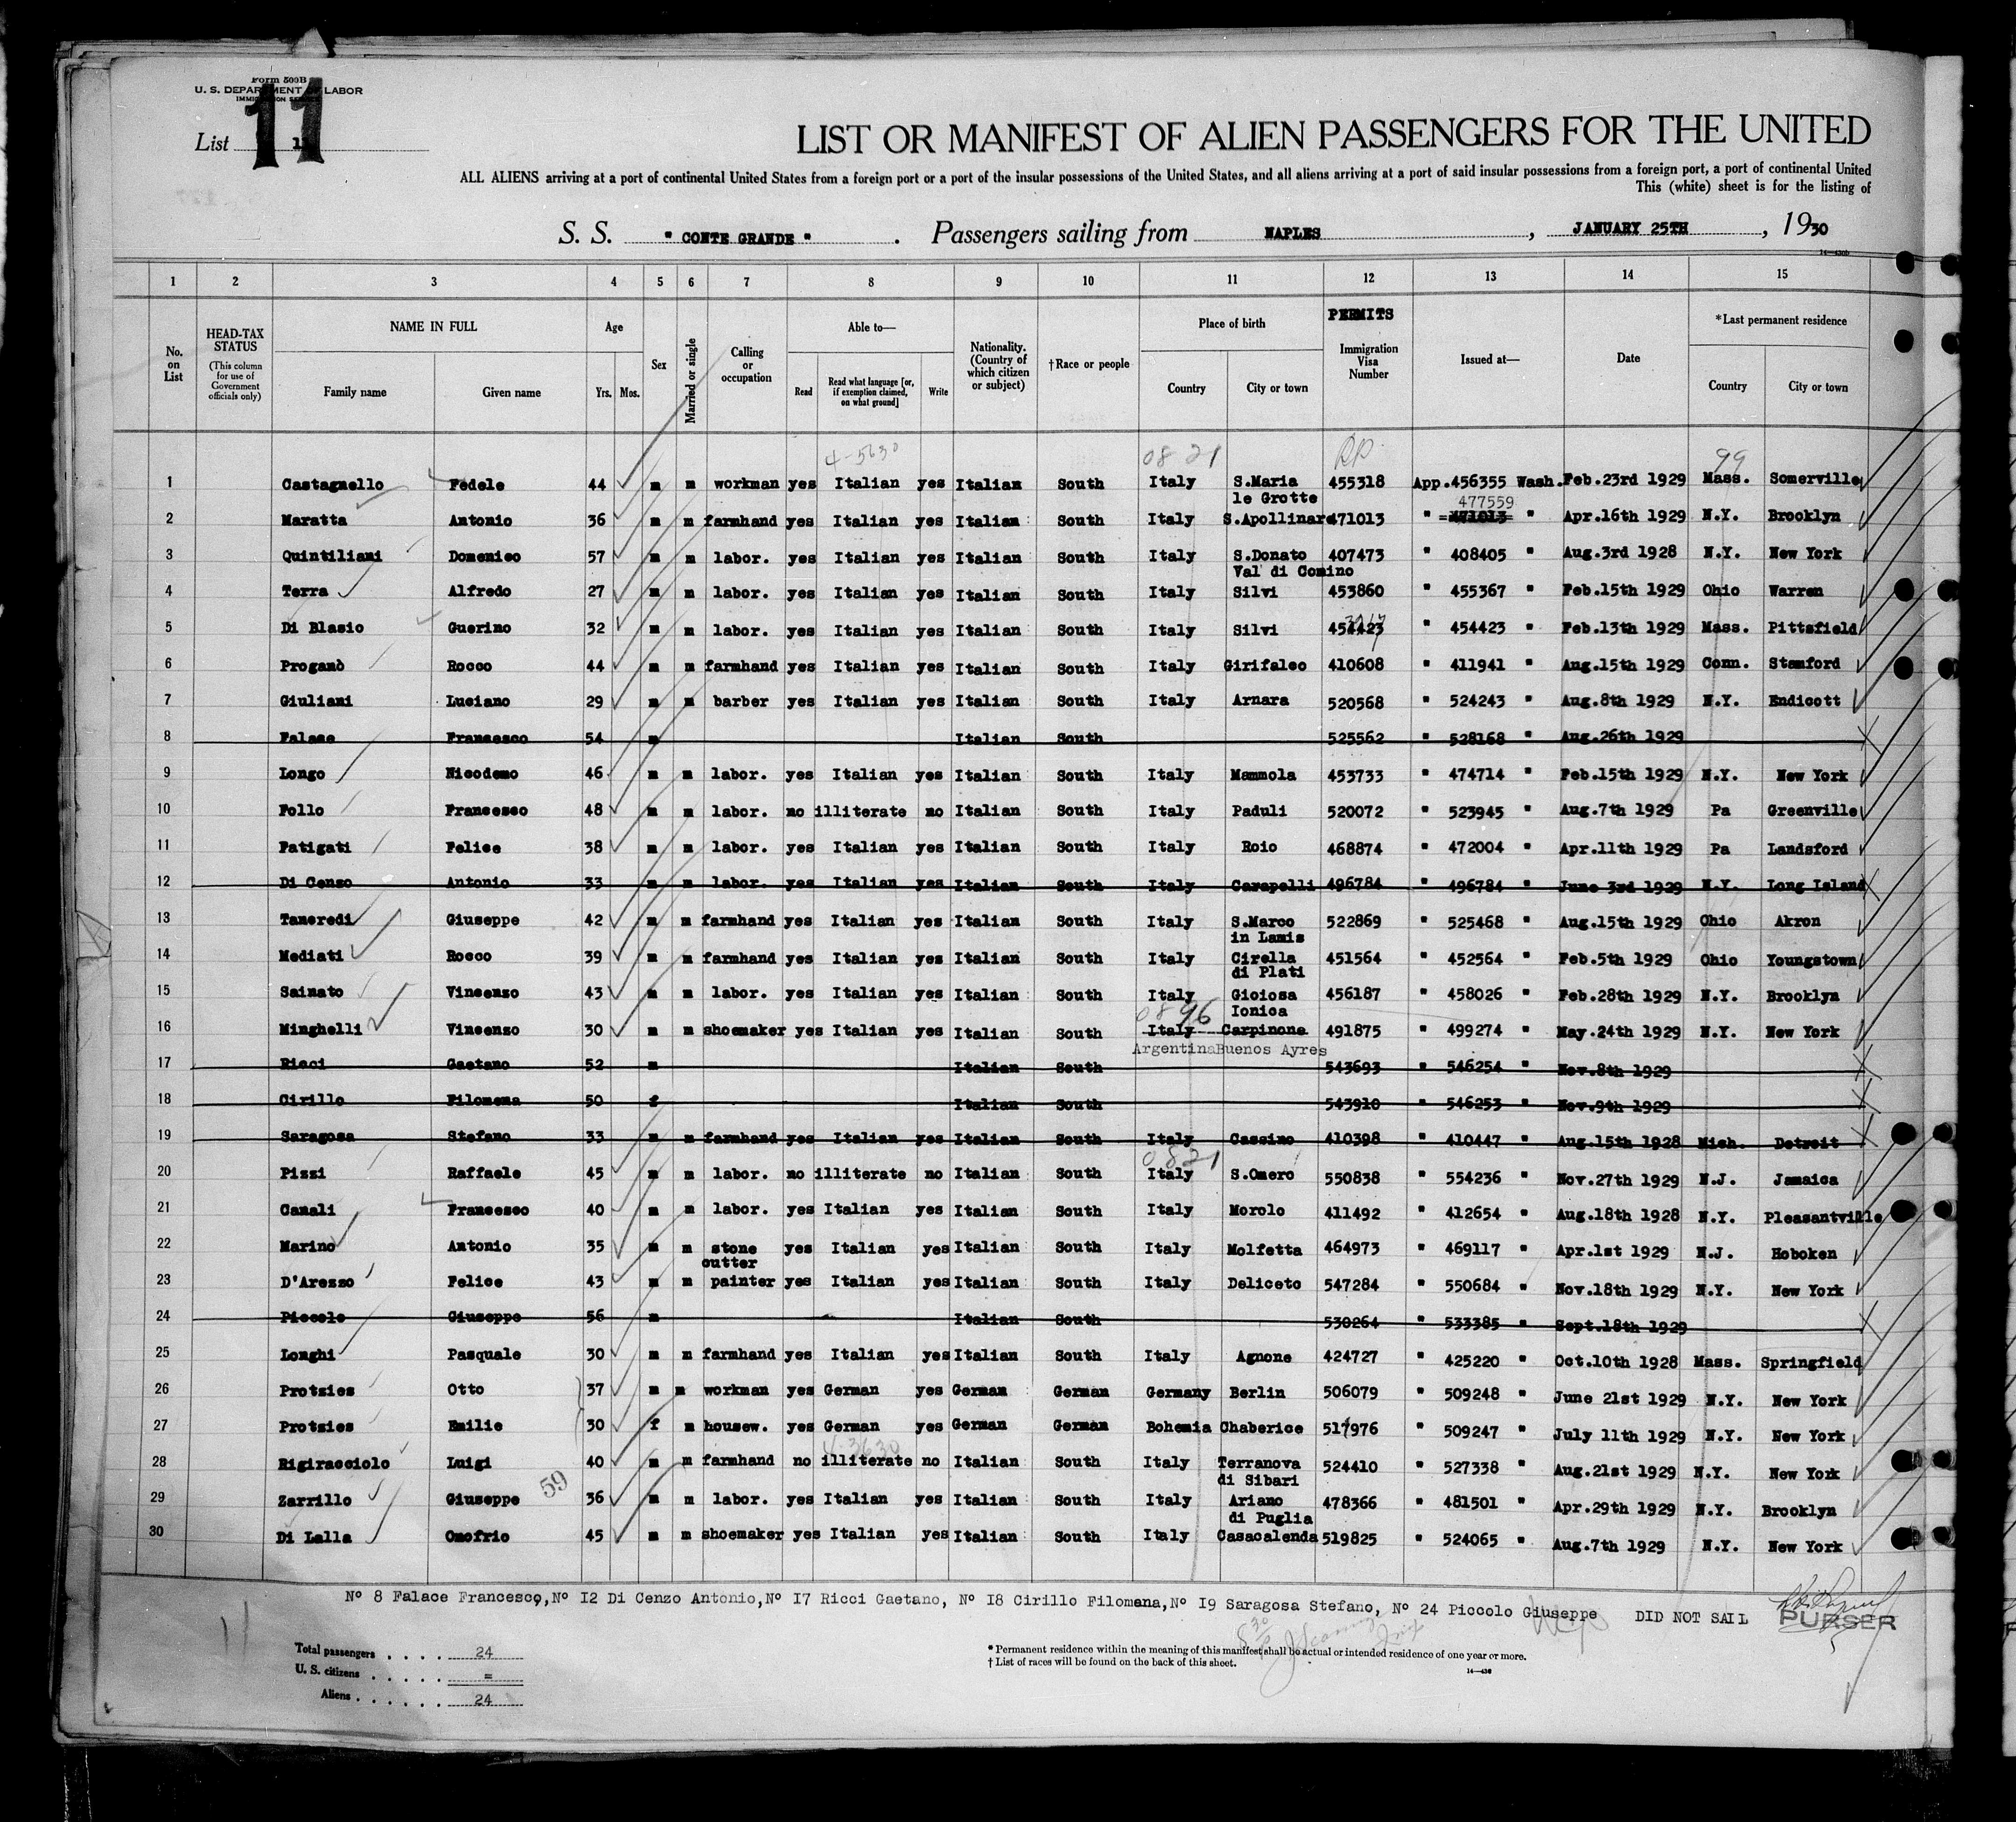 Form 500B
U. S. DEPARTMENT OF LABOR
IMMIGRATION SERVICE
11
List 11
LIST OR MANIFEST OF ALIEN PASSENGERS FOR THE UNITED
ALL ALIENS arriving at a port of continental United States from a foreign port or a port of the insular possessions of the United States, and all aliens arriving at a port of said insular possessions from a foreign port, a port of continental United
This (white) sheet is for the listing of
S. S. " CONTE GRANDE " . Passengers sailing from NAPLES , JANUARY 25TH , 1930
14—430b
1 2 3 4 5 6 7 8 9 10 11 12 13 14 15
No. on List
HEAD-TAX STATUS (This column for use of Government officials only)
NAME IN FULL Family name Given name
Age Yrs. Mos.
Sex
Married or single
Calling or occupation
Able to— Read Read what language [or, if exemption claimed, on what ground] Write
Nationality. (Country of which citizen or subject)
†Race or people
Place of birth Country City or town
PERMITS
Immigration Visa Number
Issued at—
Date
*Last permanent residence Country City or town
4-5630 0821 RP. 99
1 Castagnello Fedele 44 m m workman yes Italian yes Italian South Italy S.Maria le Grotte 455318 App.456355 Wash. Feb.23rd 1929 Mass. Somerville
477559
2 Maratta Antonio 36 m m farmhand yes Italian yes Italian South Italy S.Apollinare 471013 " 471013 " Apr.16th 1929 N.Y. Brooklyn
3 Quintiliani Domenico 57 m m labor. yes Italian yes Italian South Italy S.Donato Val di Comino 407473 " 408405 " Aug.3rd 1928 N.Y. New York
4 Terra Alfredo 27 m m labor. yes Italian yes Italian South Italy Silvi 453860 " 455367 " Feb.15th 1929 Ohio Warren
5 Di Blasio Guerino 32 m m labor. yes Italian yes Italian South Italy Silvi 454423 " 454423 " Feb.13th 1929 Mass. Pittsfield
6 Proganò Rocco 44 m m farmhand yes Italian yes Italian South Italy Girifalco 410608 " 411941 " Aug.15th 1929 Conn. Stamford
7 Giuliani Luciano 29 m m barber yes Italian yes Italian South Italy Arnara 520568 " 524243 " Aug.8th 1929 N.Y. Endicott
8 Falace Francesco 54 m Italian South 525562 " 528168 " Aug.26th 1929
9 Longo Nicodemo 46 m m labor. yes Italian yes Italian South Italy Mammola 453733 " 474714 " Feb.15th 1929 N.Y. New York
10 Follo Francesco 48 m m labor. no illiterate no Italian South Italy Paduli 520072 " 523945 " Aug.7th 1929 Pa Greenville
11 Fatigati Felice 38 m m labor. yes Italian yes Italian South Italy Roio 468874 " 472004 " Apr.11th 1929 Pa Landsford
12 Di Cenzo Antonio 33 m m labor. yes Italian yes Italian South Italy Carapelli 496784 " 496784 " June 3rd 1929 N.Y. Long Island
13 Tancredi Giuseppe 42 m m farmhand yes Italian yes Italian South Italy S.Marco in Lamis 522869 " 525468 " Aug.15th 1929 Ohio Akron
14 Mediati Rocco 39 m m farmhand yes Italian yes Italian South Italy Cirella di Plati 451564 " 452564 " Feb.5th 1929 Ohio Youngstown
15 Sainato Vincenzo 43 m m labor. yes Italian yes Italian South Italy Gioiosa Ionica 456187 " 458026 " Feb.28th 1929 N.Y. Brooklyn
0896
16 Minghelli Vincenzo 30 m m shoemaker yes Italian yes Italian South Italy Carpinone 491875 " 499274 " May.24th 1929 N.Y. New York
Argentina Buenos Ayres
17 Ricci Gaetano 52 m Italian South 543693 " 546254 " Nov.8th 1929
18 Cirillo Filomena 50 f Italian South 543910 " 546253 " Nov.9th 1929
19 Saragosa Stefano 33 m m farmhand yes Italian yes Italian South Italy Cassino 410398 " 410447 " Aug.15th 1928 Mich. Detroit
0821
20 Pizzi Raffaele 45 m m labor. no illiterate no Italian South Italy S.Omero 550838 " 554236 " Nov.27th 1929 N.J. Jamaica
21 Canali Francesco 40 m m labor. yes Italian yes Italian South Italy Morolo 411492 " 412654 " Aug.18th 1928 N.Y. Pleasantville
22 Marino Antonio 35 m m stone cutter yes Italian yes Italian South Italy Molfetta 464973 " 469117 " Apr.1st 1929 N.J. Hoboken
23 D'Arezzo Felice 43 m m painter yes Italian yes Italian South Italy Deliceto 547284 " 550684 " Nov.18th 1929 N.Y. New York
24 Piccolo Giuseppe 56 m Italian South 530264 " 533385 " Sept.18th 1929
25 Longhi Pasquale 30 m m farmhand yes Italian yes Italian South Italy Agnone 424727 " 425220 " Oct.10th 1928 Mass. Springfield
26 Protzies Otto 37 m m workman yes German yes German German Germany Berlin 506079 " 509248 " June 21st 1929 N.Y. New York
27 Protzies Emilie 30 f m housew. yes German yes German German Bohemia Chaberice 517976 " 509247 " July 11th 1929 N.Y. New York
4-3630
28 Rigiracciolo Luigi 40 m m farmhand no illiterate no Italian South Italy Terranova di Sibari 524410 " 527338 " Aug.21st 1929 N.Y. New York
59
29 Zarrillo Giuseppe 36 m m labor. yes Italian yes Italian South Italy Ariano di Puglia 478366 " 481501 " Apr.29th 1929 N.Y. Brooklyn
30 Di Lalla Onofrio 45 m m shoemaker yes Italian yes Italian South Italy Casacalenda 519825 " 524065 " Aug.7th 1929 N.Y. New York
Nº 8 Falace Francesco,Nº I2 Di Cenzo Antonio,Nº I7 Ricci Gaetano, Nº I8 Cirillo Filomena,Nº I9 Saragosa Stefano, Nº 24 Piccolo Giuseppe DID NOT SAIL
PURSER
11
Total passengers . . . . 24
U. S. citizens . . . . . =
Aliens . . . . . . 24
* Permanent residence within the meaning of this manifest shall be actual or intended residence of one year or more.
† List of races will be found on the back of this sheet.
14—430